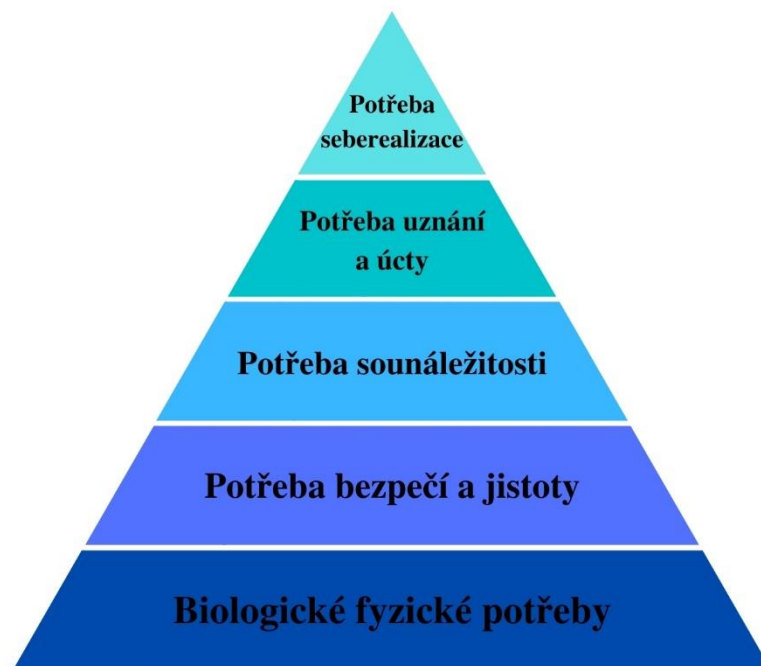 Potřeba
seberealizace
Potřeba uznání
a úcty
Potřeba sounáležitosti
Potřeba bezpečí a jistoty
Biologické fyzické potřeby